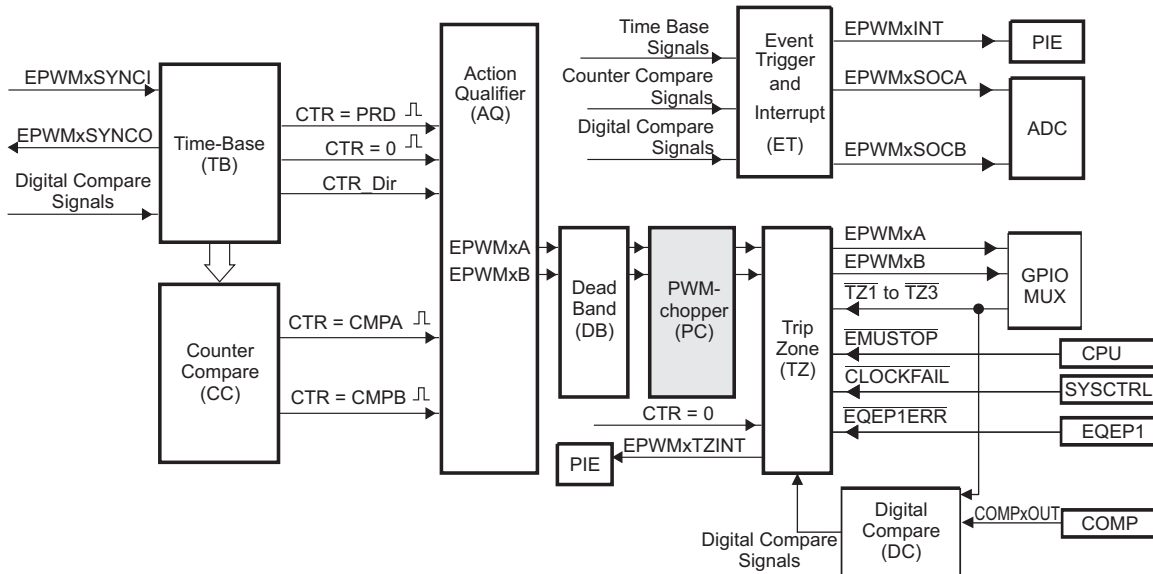 EPWMxSYNCI
EPWMxSYNCO
Digital Compare
Signals
Time-Base
(TB)
CTR = PRD
CTR = 0
CTR_Dir
Counter
Compare
(CC)
CTR = CMPA
CTR = CMPB
Action
Qualifier
(AQ)
EPWMxA
EPWMxB
Dead
Band
(DB)
PWM-
chopper
(PC)
Time Base
Signals
Counter Compare
Signals
Digital Compare
Signals
Event
Trigger
and
Interrupt
(ET)
EPWMxINT
EPWMxSOCA
EPWMxSOCB
PIE
ADC
Trip
Zone
(TZ)
EPWMxA
EPWMxB
TZ1 to TZ3
EMUSTOP
CLOCKFAIL
EQEP1ERR
GPIO
MUX
CPU
SYSCTRL
EQEP1
CTR = 0
EPWMxTZINT
PIE
Digital Compare
Signals
Digital
Compare
(DC)
COMPxOUT
COMP